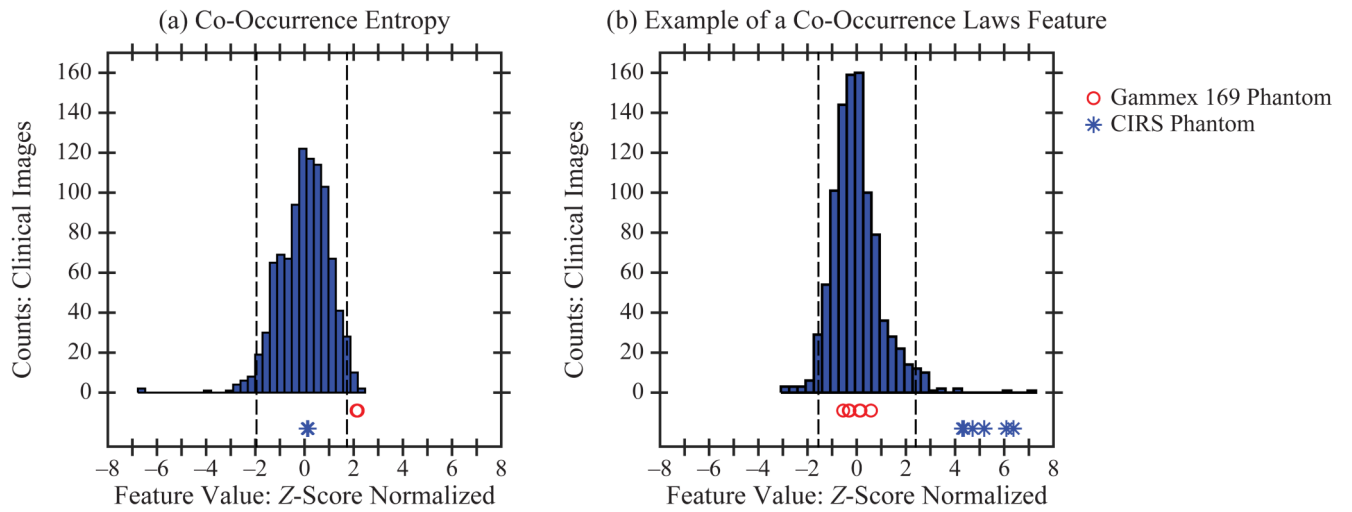 (a) Co-Occurrence Entropy
160
140
120
100
80
60
40
20
0
Counts: Clinical Images
–8 –6 –4 –2 0 2 4 6 8
Feature Value: Z-Score Normalized
(b) Example of a Co-Occurrence Laws Feature
160
140
120
100
80
60
40
20
0
Counts: Clinical Images
–8 –6 –4 –2 0 2 4 6 8
Feature Value: Z-Score Normalized
Gammex 169 Phantom
CIRS Phantom